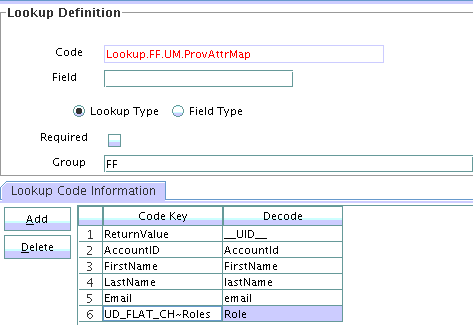 Lookup Definition
Code Lookup.FF.UM.ProvAttrMap
Field
Lookup Type Field Type
Required
Group FF
Lookup Code Information
Add
Delete
Code Key Decode
1 ReturnValue __UID__
2 AccountID AccountId
3 FirstName FirstName
4 LastName lastName
5 Email email
6 UD_FLAT_CH~Roles Role